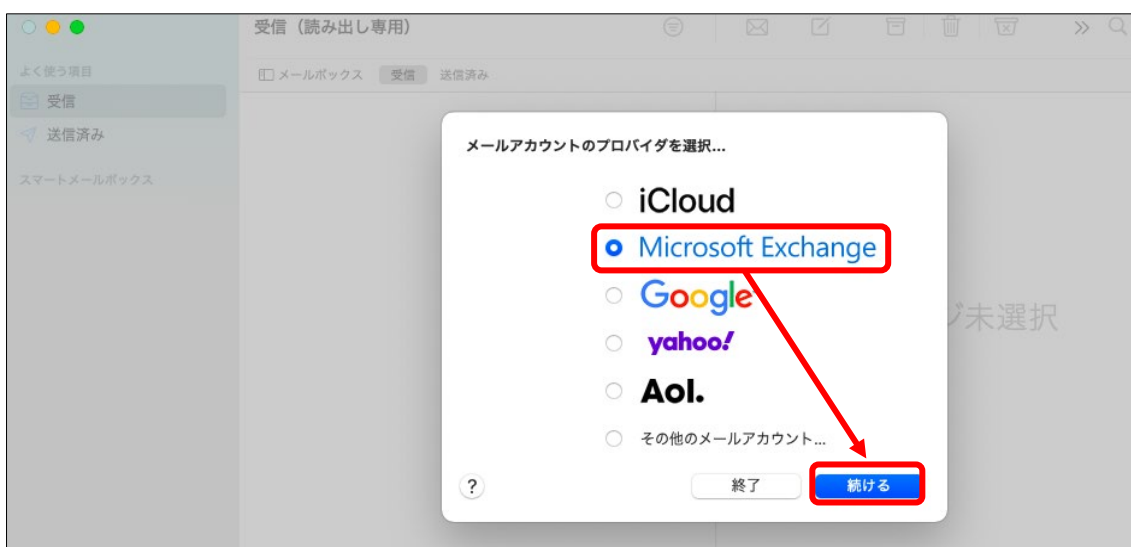 受信（読み出し専用）
よく使う項目
メールボックス 受信 送信済み
受信
送信済み
スマートメールボックス
メールアカウントのプロバイダを選択...
iCloud
Microsoft Exchange
Google
yahoo!
Aol.
その他のメールアカウント...
ジ未選択
? 終了 続ける